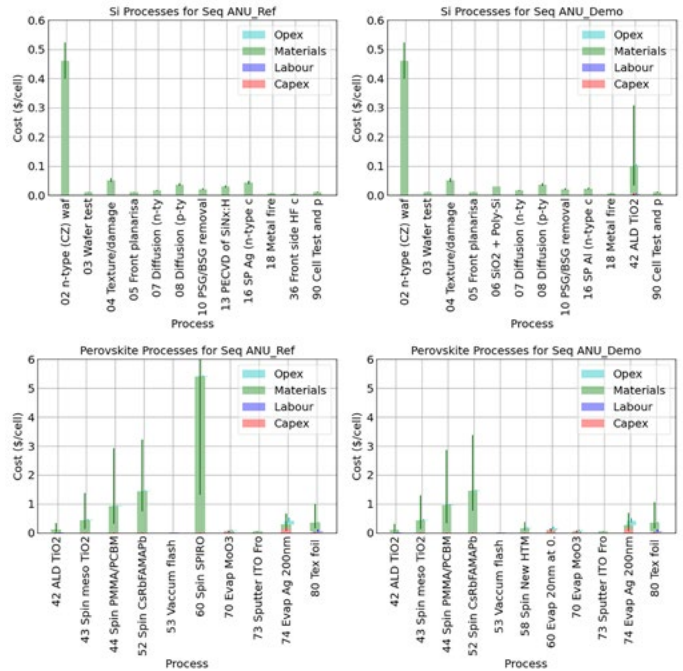 Si Processes for Seq ANU_Ref
Cost ($/cell)
0.6
0.5
0.4
0.3
0.2
0.1
0.0
Opex
Materials
Labour
Capex
02 n-type (CZ) waf
03 Wafer test
04 Texture/damage
05 Front planarisa
07 Diffusion (n-ty
08 Diffusion (p-ty
10 PSG/BSG removal
13 PECVD of SiNx:H
16 SP Ag (n-type c
18 Metal fire
36 Front side HF c
90 Cell Test and p
Process
Si Processes for Seq ANU_Demo
Cost ($/cell)
0.6
0.5
0.4
0.3
0.2
0.1
0.0
Opex
Materials
Labour
Capex
02 n-type (CZ) waf
03 Wafer test
04 Texture/damage
05 Front planarisa
06 SiO2 + Poly-Si
07 Diffusion (n-ty
08 Diffusion (p-ty
10 PSG/BSG removal
16 SP Al (n-type c
18 Metal fire
42 ALD TiO2
90 Cell Test and p
Process
Perovskite Processes for Seq ANU_Ref
Cost ($/cell)
6
5
4
3
2
1
0
Opex
Materials
Labour
Capex
42 ALD TiO2
43 Spin meso TiO2
44 Spin PMMA/PCBM
52 Spin CsRbFAMAPb
53 Vaccum flash
60 Spin SPIRO
70 Evap MoO3
73 Sputter ITO Fro
74 Evap Ag 200nm
80 Tex foil
Process
Perovskite Processes for Seq ANU_Demo
Cost ($/cell)
6
5
4
3
2
1
0
Opex
Materials
Labour
Capex
42 ALD TiO2
43 Spin meso TiO2
44 Spin PMMA/PCBM
52 Spin CsRbFAMAPb
53 Vaccum flash
58 Spin New HTM
60 Evap 20nm at 0.
70 Evap MoO3
73 Sputter ITO Fro
74 Evap Ag 200nm
80 Tex foil
Process